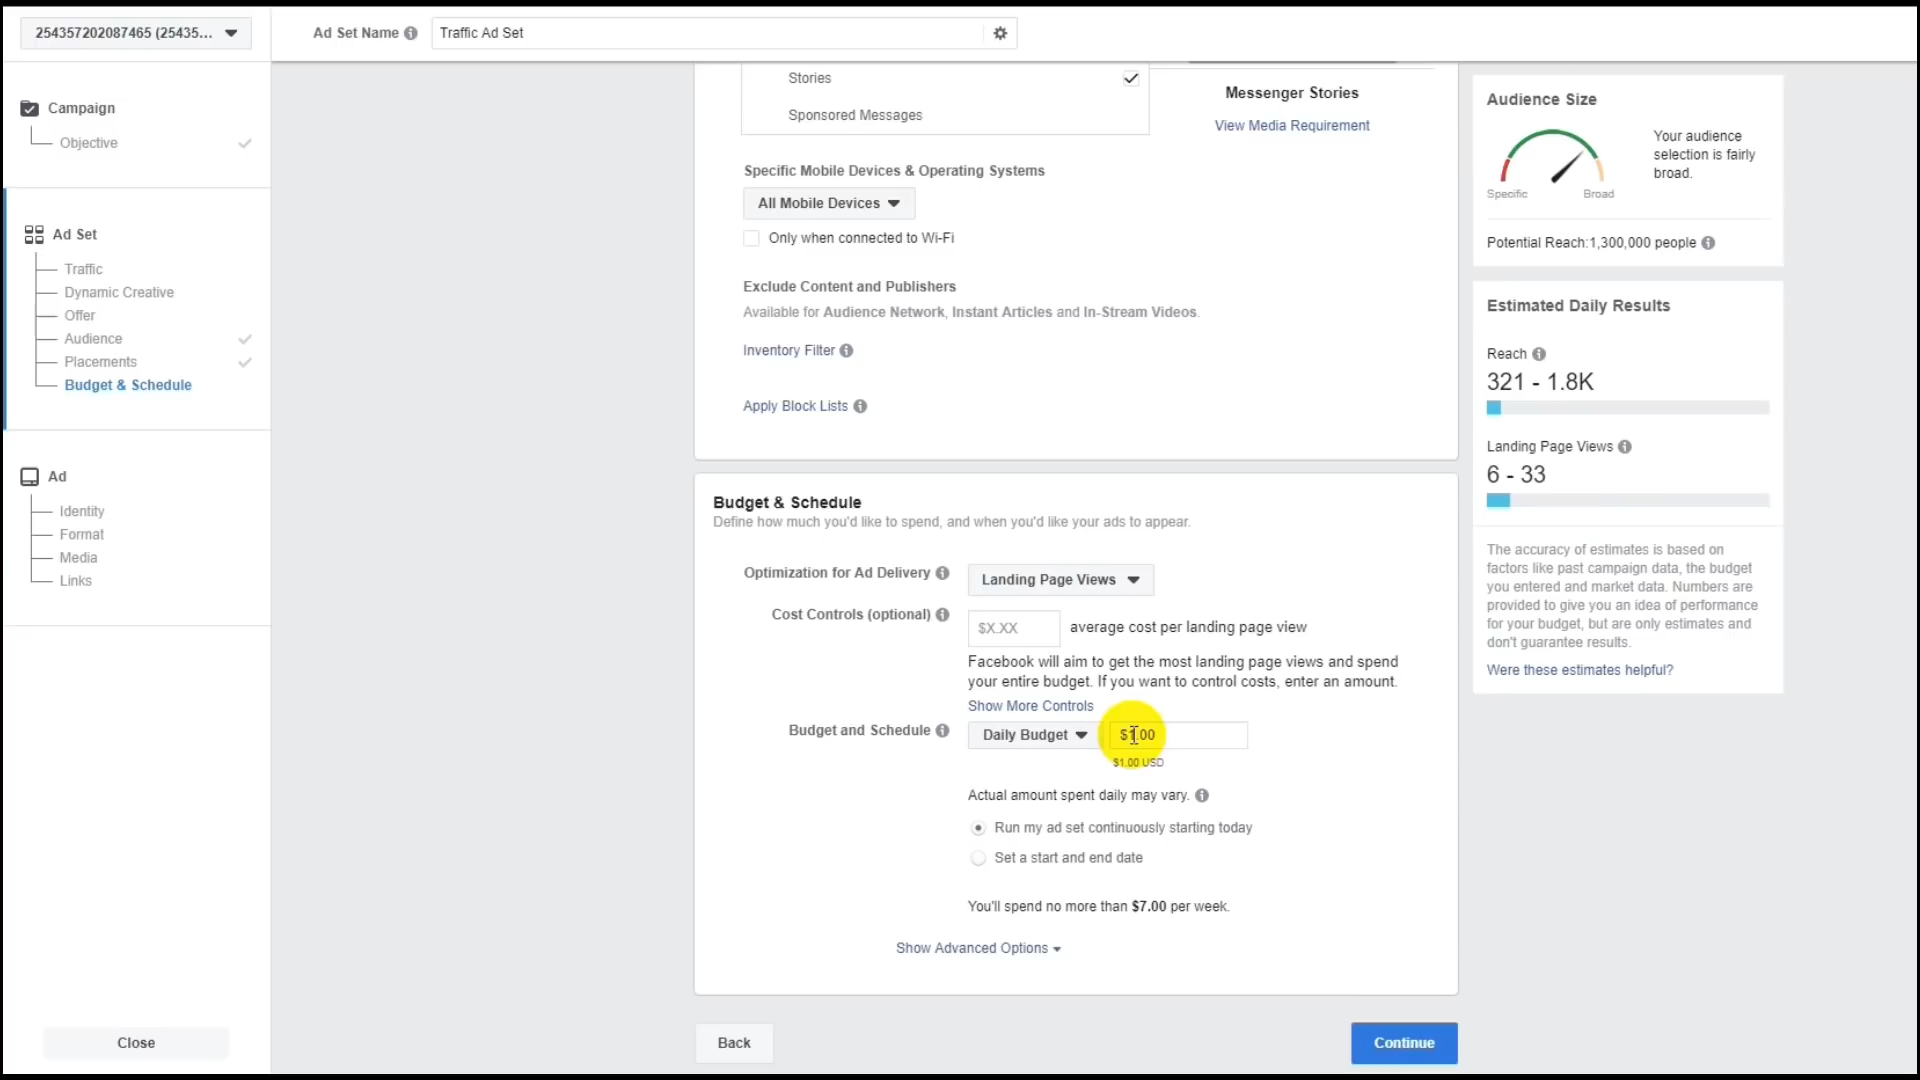 254357202087465 (25435...
Ad Set Name
Traffic Ad Set
Campaign
Objective
Ad Set
Traffic
Dynamic Creative
Offer
Audience
Placements
Budget & Schedule
Ad
Identity
Format
Media
Links
Close
Stories
Sponsored Messages
Messenger Stories
View Media Requirement
Specific Mobile Devices & Operating Systems
All Mobile Devices
Only when connected to Wi-Fi
Exclude Content and Publishers
Available for Audience Network, Instant Articles and In-Stream Videos.
Inventory Filter
Apply Block Lists
Budget & Schedule
Define how much you'd like to spend, and when you'd like your ads to appear.
Optimization for Ad Delivery
Landing Page Views
Cost Controls (optional)
$X.XX
average cost per landing page view
Facebook will aim to get the most landing page views and spend
your entire budget. If you want to control costs, enter an amount.
Show More Controls
Budget and Schedule
Daily Budget
$1.00
$1.00 USD
Actual amount spent daily may vary.
Run my ad set continuously starting today
Set a start and end date
You'll spend no more than $7.00 per week.
Show Advanced Options
Back
Continue
Audience Size
Your audience
selection is fairly
broad.
Specific
Broad
Potential Reach:1,300,000 people
Estimated Daily Results
Reach
321 - 1.8K
Landing Page Views
6 - 33
The accuracy of estimates is based on
factors like past campaign data, the budget
you entered and market data. Numbers are
provided to give you an idea of performance
for your budget, but are only estimates and
don't guarantee results.
Were these estimates helpful?